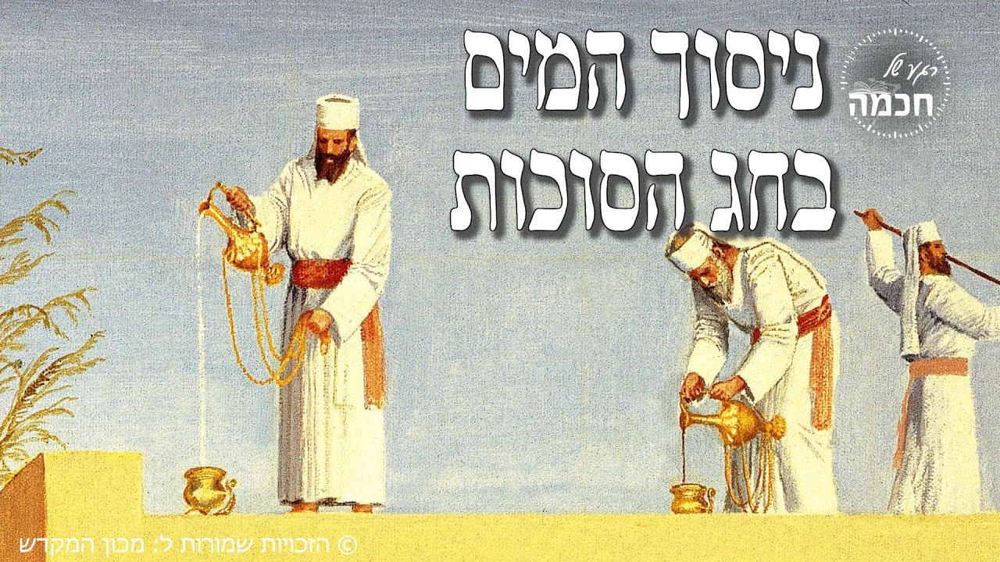 ניסוך המים
בחג הסוכות
רגע של
חכמה
© הזכויות שמורות ל: מכון המקדש